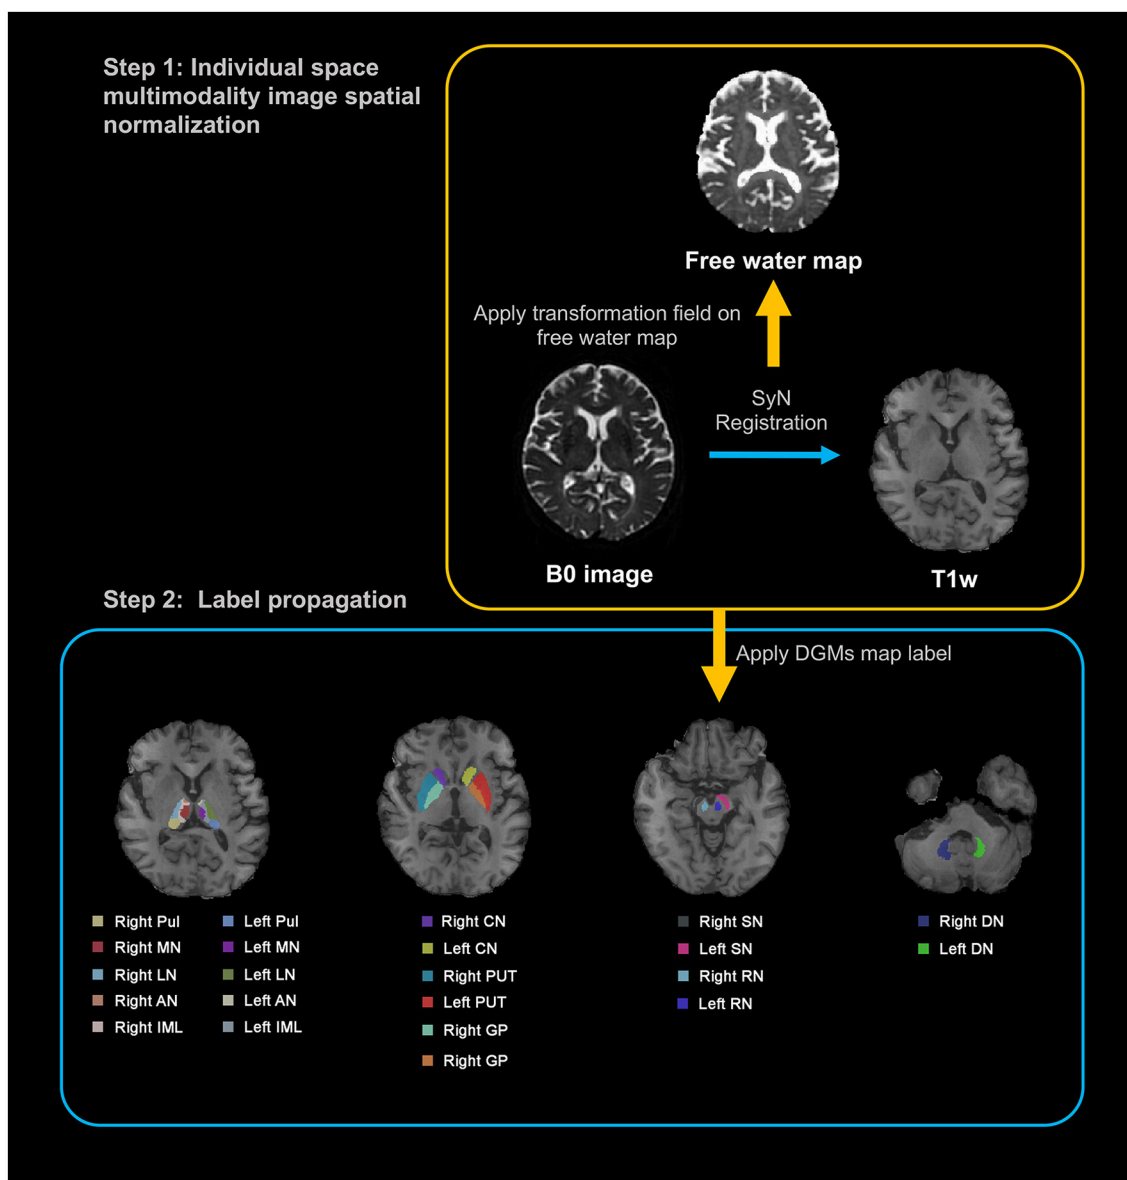 Step 1: Individual space
multimodality image spatial
normalization
Free water map
Apply transformation field on
free water map
SyN
Registration
B0 image
T1w
Step 2:  Label propagation
Apply DGMs map label
Right Pul
Right MN
Right LN
Right AN
Right IML
Left Pul
Left MN
Left LN
Left AN
Left IML
Right CN
Left CN
Right PUT
Left PUT
Right GP
Right GP
Right SN
Left SN
Right RN
Left RN
Right DN
Left DN